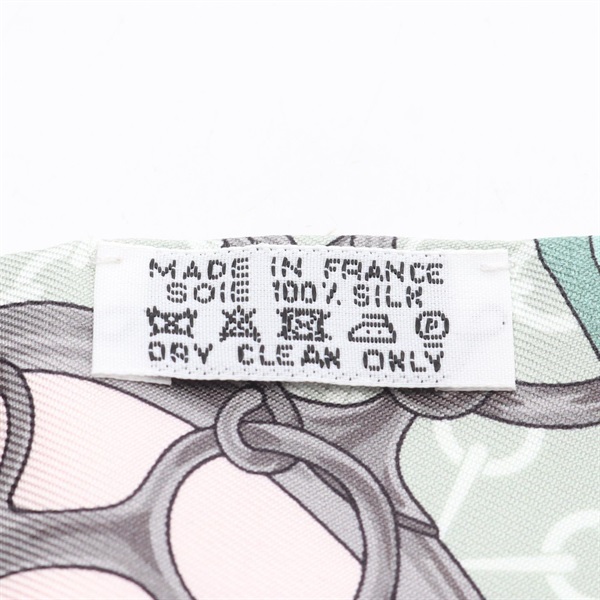 MADE IN FRANCE
SOIE 100% SILK
P
DRY CLEAN ONLY